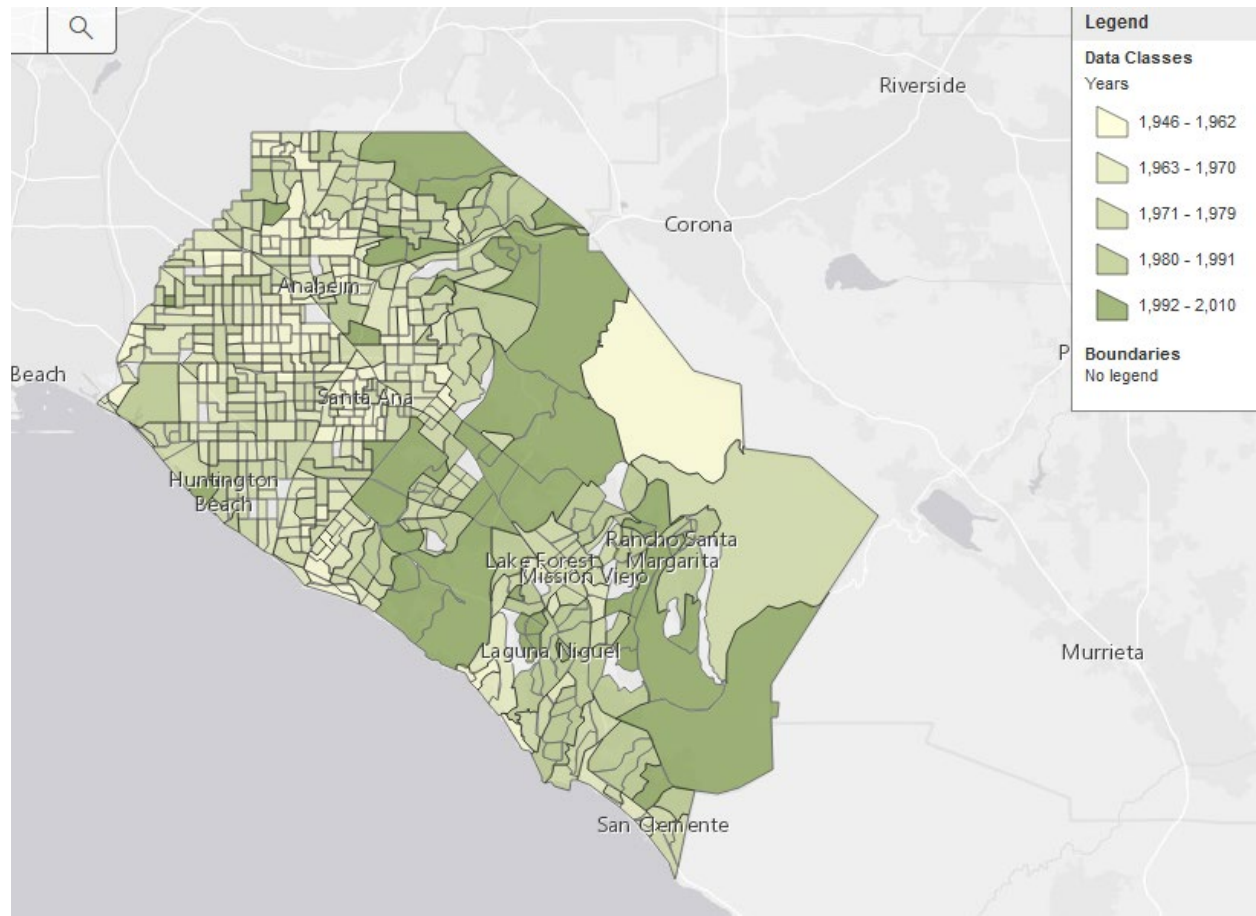 Legend
Data Classes
Years
1,946 - 1,962
1,963 - 1,970
1,971 - 1,979
1,980 - 1,991
1,992 - 2,010
Boundaries
No legend
Riverside
Corona
Anaheim
P
Beach
Santa Ana
Huntington
Beach
Rancho Santa
Margarita
Lake Forest
Mission Viejo
Laguna Niguel
Murrieta
San Clemente